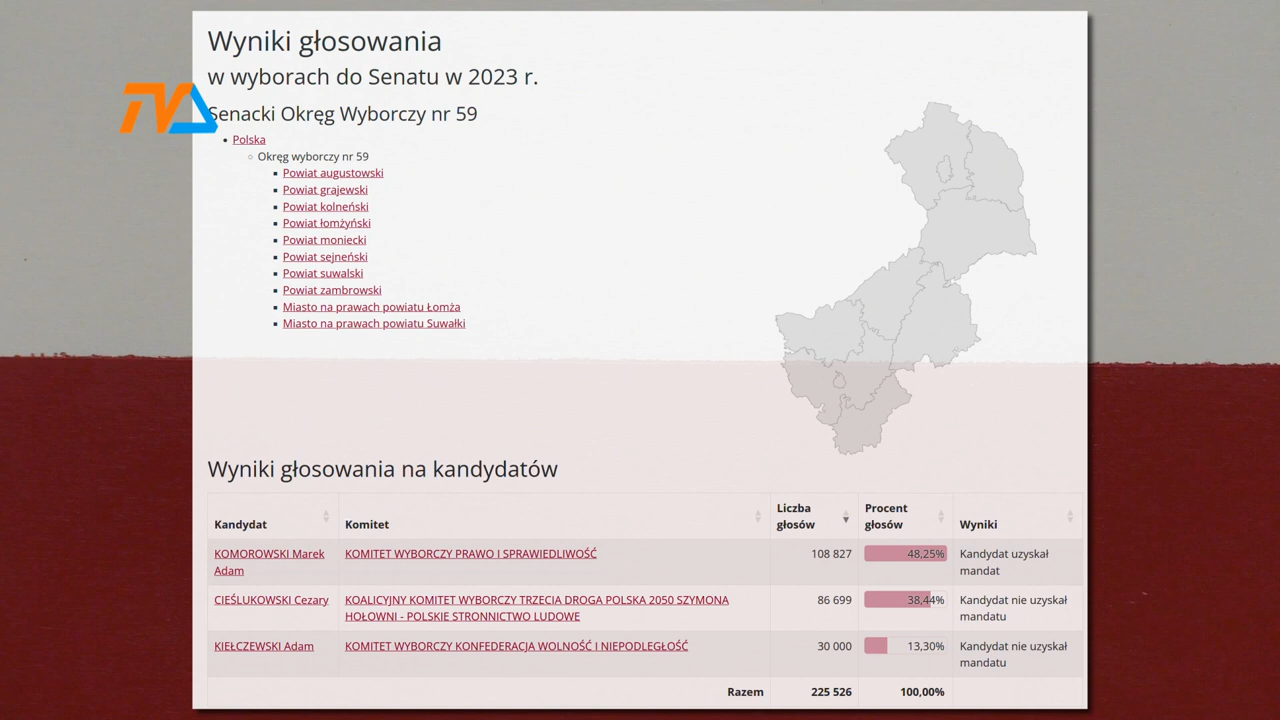 Wyniki głosowania
w wyborach do Senatu w 2023 r.
TV
Senacki Okręg Wyborczy nr 59
Polska
Okręg wyborczy nr 59
Powiat augustowski
Powiat grajewski
Powiat kolneński
Powiat łomżyński
Powiat moniecki
Powiat sejneński
Powiat suwalski
Powiat zambrowski
Miasto na prawach powiatu Łomża
Miasto na prawach powiatu Suwałki
Wyniki głosowania na kandydatów
Kandydat Komitet Liczba głosów Procent głosów Wyniki
KOMOROWSKI Marek KOMITET WYBORCZY PRAWO I SPRAWIEDLIWOŚĆ 108 827 48,25% Kandydat uzyskał
Adam mandat
CIEŚLUKOWSKI Cezary KOALICYJNY KOMITET WYBORCZY TRZECIA DROGA POLSKA 2050 SZYMONA 86 699 38,44% Kandydat nie uzyskał
HOŁOWNI - POLSKIE STRONNICTWO LUDOWE mandatu
KIEŁCZEWSKI Adam KOMITET WYBORCZY KONFEDERACJA WOLNOŚĆ I NIEPODLEGŁOŚĆ 30 000 13,30% Kandydat nie uzyskał
mandatu
Razem 225 526 100,00%